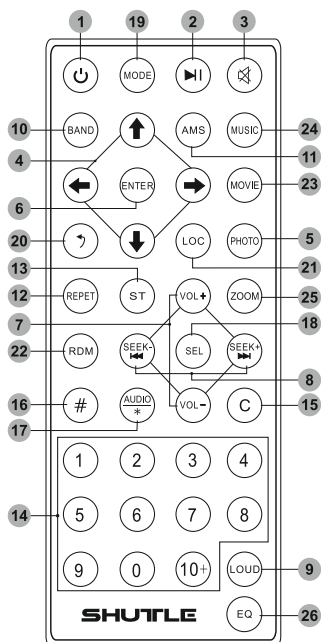 1 19 2 3
MODE
10 BAND AMS MUSIC 24
4 11
ENTER MOVIE 23
6
20 LOC PHOTO 5
13 21
12 REPET ST VOL+ ZOOM 25
7 18
22 RDM SEEK- SEL SEEK+
8
16 # AUDIO VOL- C 15
17 *
1 2 3 4
14 5 6 7 8
9 0 10+ LOUD 9
SHUTTLE EQ 26